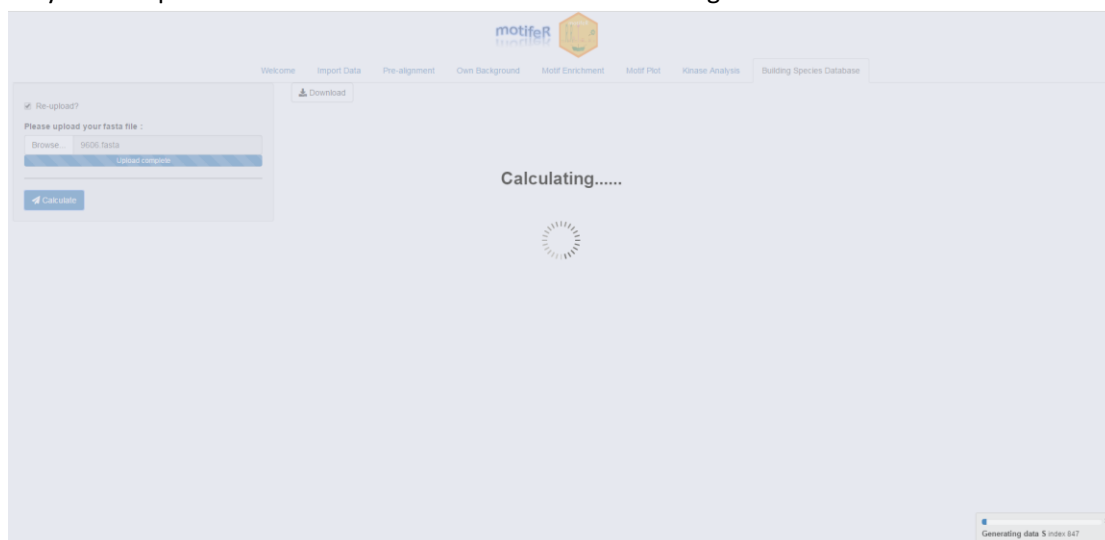 motifeR
Welcome Import Data Pre-alignment Own Background Motif Enrichment Motif Plot Kinase Analysis Building Species Database
Re-upload?
Download
Please upload your fasta file :
Browse... 9606.fasta
Upload complete
Calculate
Calculating......
Generating data 5 index 847